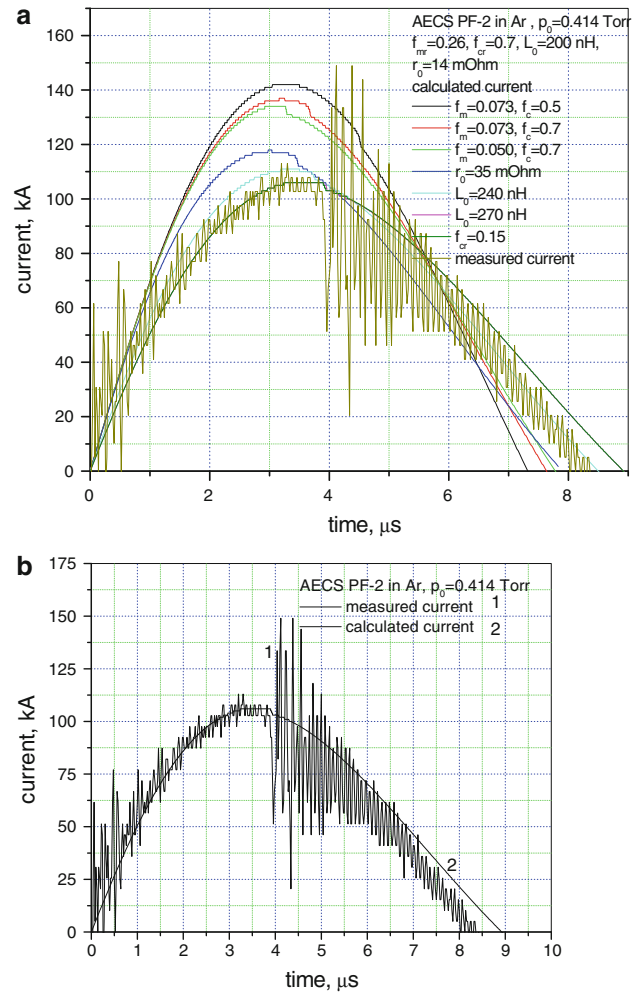 a
AECS PF-2 in Ar , p0=0.414 Torr
fmr=0.26, fcr=0.7, L0=200 nH,
r0=14 mOhm
calculated current
fm=0.073, fc=0.5
fm=0.073, fc=0.7
fm=0.050, fc=0.7
r0=35 mOhm
L0=240 nH
L0=270 nH
fcr=0.15
measured current
160
140
120
100
80
60
40
20
0
current, kA
0 2 4 6 8
time, μs
b
AECS PF-2 in Ar, p0=0.414 Torr
measured current 1
calculated current 2
1
2
175
150
125
100
75
50
25
0
current, kA
0 1 2 3 4 5 6 7 8 9 10
time, μs